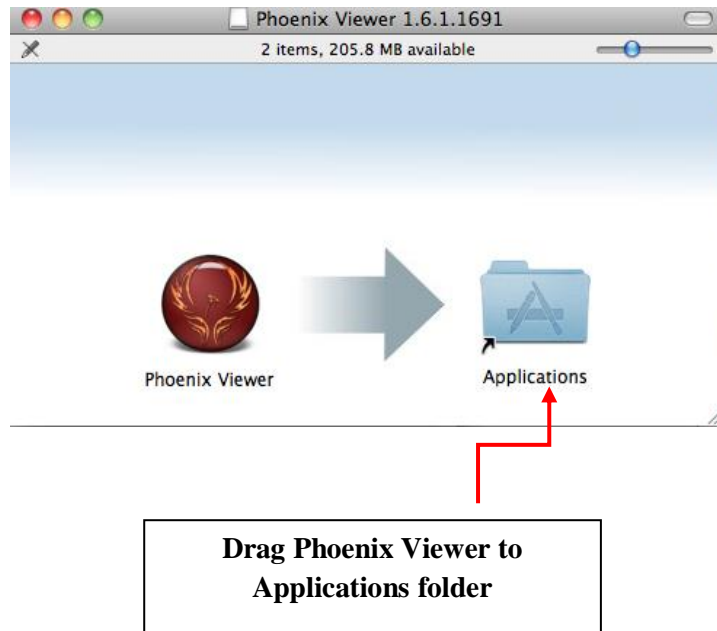 Phoenix Viewer 1.6.1.1691
2 items, 205.8 MB available
Phoenix Viewer
Applications
Drag Phoenix Viewer to
Applications folder